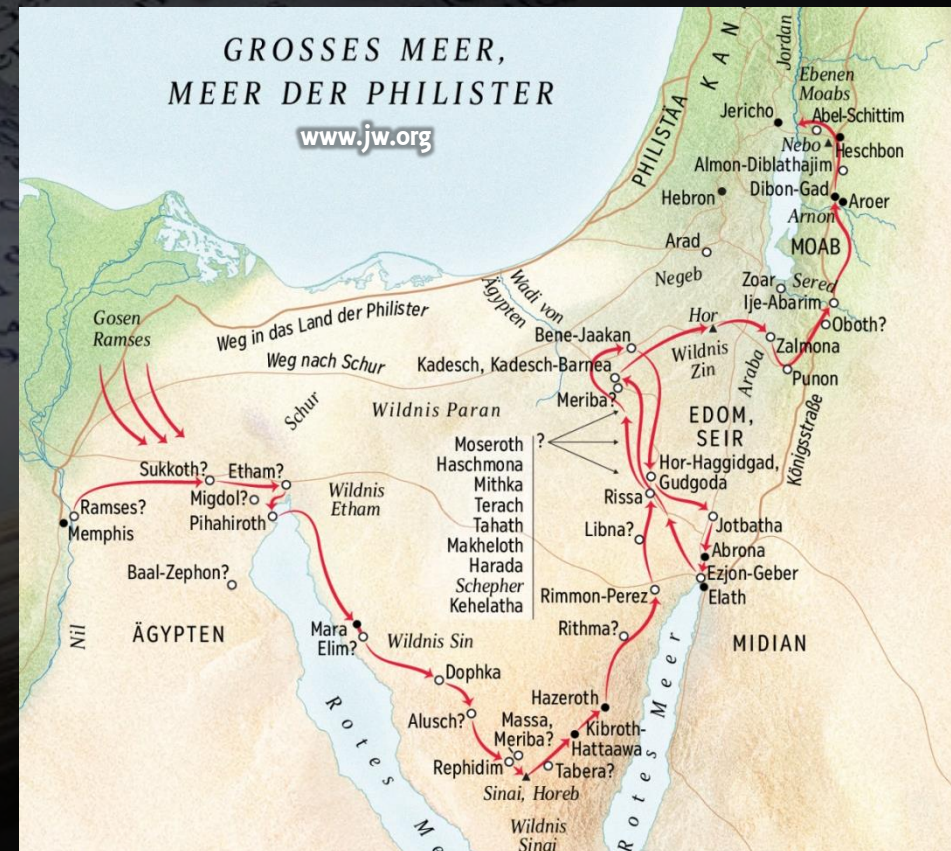 GROSSES MEER,
MEER DER PHILISTER
www.jw.org
PHILISTÄA
KAN
Jordan
Ebenen
Moabs
Jericho
Abel-Schittim
Nebo
Heschbon
Almon-Diblathajim
Dibon-Gad
Aroer
Hebron
Arnon
MOAB
Arad
Negeb
Zoar
Sered
Ije-Abarim
Oboth?
Wadi von
Ägypten
Gosen
Ramses
Weg in das Land der Philister
Weg nach Schur
Schur
Bene-Jaakan
Hor
Kadesch, Kadesch-Barnea
Wildnis
Zin
Araba
Zalmona
Punon
Meriba?
Wildnis Paran
EDOM,
SEIR
Königsstraße
Moseroth
?
Haschmona
Mithka
Terach
Tahath
Makheloth
Harada
Schepher
Kehelatha
Hor-Haggidgad,
Gudgoda
Rissa
Sukkoth?
Etham?
Migdol?
Pihahiroth
Wildnis
Etham
Ramses?
Memphis
Libna?
Jotbatha
Abrona
Ezjon-Geber
Elath
Baal-Zephon?
Rimmon-Perez
Nil
ÄGYPTEN
Mara
Elim?
Wildnis Sin
Rithma?
MIDIAN
Dophka
Hazeroth
Alusch?
Massa,
Meriba?
Kibroth-
Hattaawa
Rephidim
Tabera?
Sinai, Horeb
Wildnis
Sinai
Rotes Me
Rotes Meer